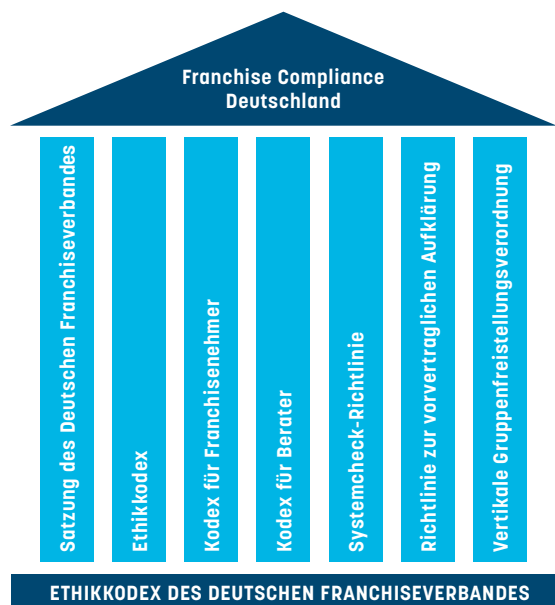 Franchise Compliance
Deutschland
Satzung des Deutschen Franchiseverbandes
Ethikkodex
Kodex für Franchisenehmer
Kodex für Berater
Systemcheck-Richtlinie
Richtlinie zur vorvertraglichen Aufklärung
Vertikale Gruppenfreistellungsverordnung
ETHIKKODEX DES DEUTSCHEN FRANCHISEVERBANDES